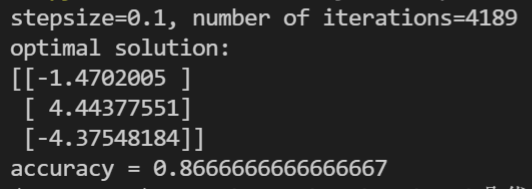 stepsize=0.1, number of iterations=4189
optimal solution:
[[-1.4702005 ]
 [ 4.44377551]
 [-4.37548184]]
accuracy = 0.8666666666666667